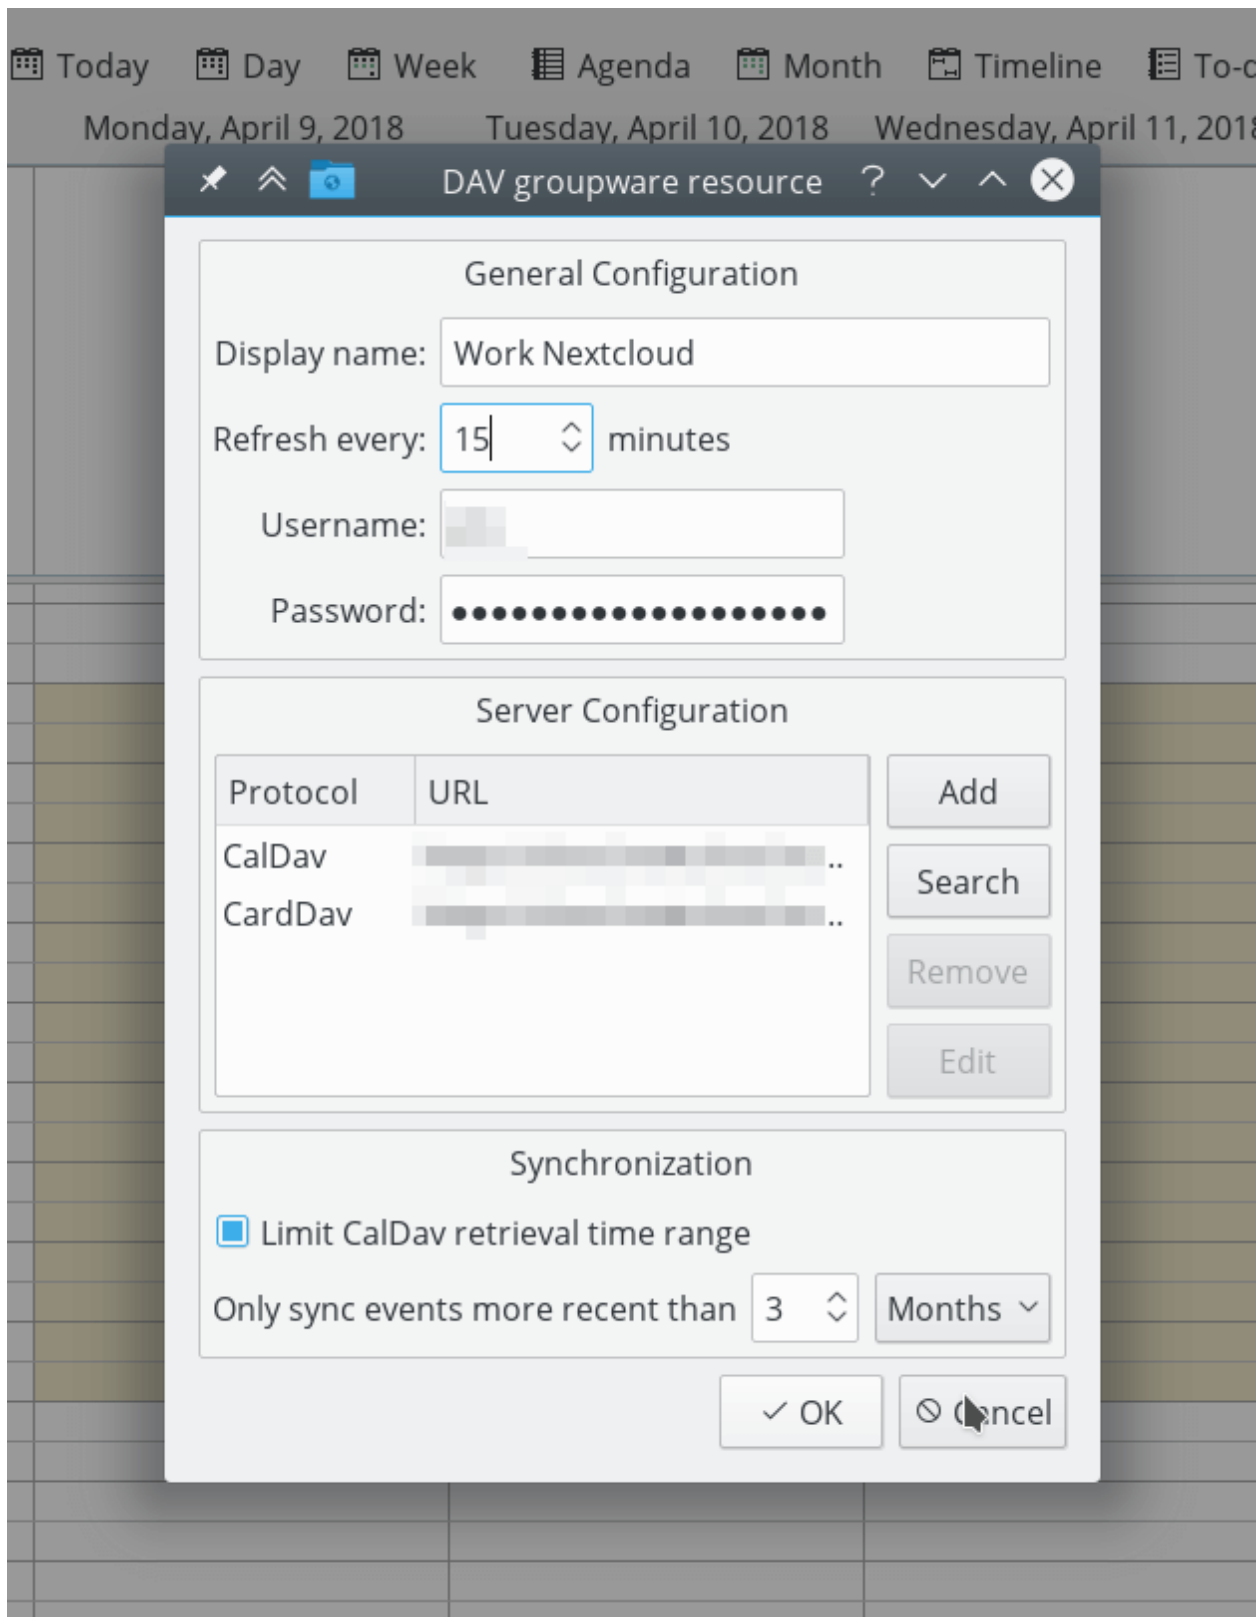 Today Day Week Agenda Month Timeline
Monday, April 9, 2018 Tuesday, April 10, 2018 Wednesday, April 11, 2018
DAV groupware resource ?
General Configuration
Display name: Work Nextcloud
Refresh every: 15 minutes
Username:
Password: ●●●●●●●●●●●●●●●●●●●
Server Configuration
Protocol URL Add
CalDav ..
Search
CardDav ..
Remove
Edit
Synchronization
Limit CalDav retrieval time range
Only sync events more recent than 3 Months
OK Cancel